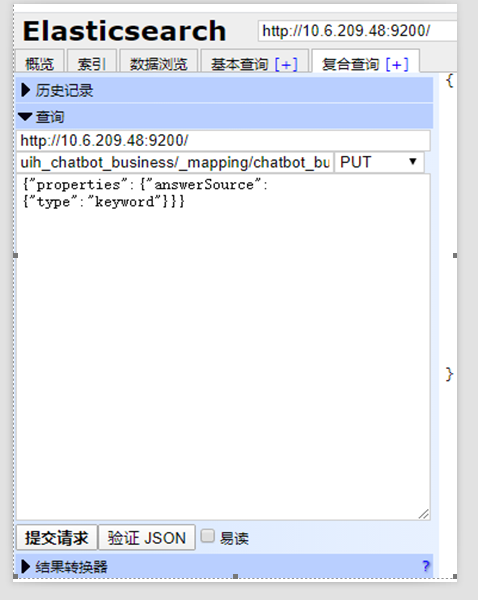 Elasticsearch
http://10.6.209.48:9200/
概览 索引 数据浏览 基本查询 [+] 复合查询 [+]
历史记录
{
查询
http://10.6.209.48:9200/
uih_chatbot_business/_mapping/chatbot_bu PUT
{"properties": {"answerSource":
{"type":"keyword"}}}
}
提交请求 验证 JSON 易读
结果转换器 ?